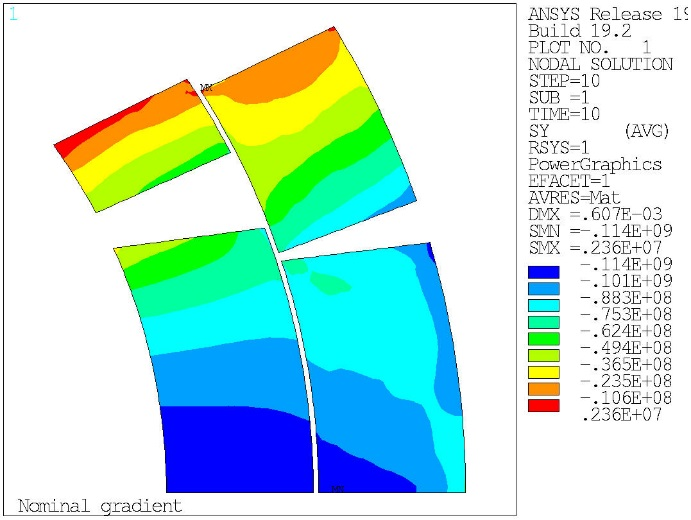 1
ANSYS Release 19
Build 19.2
PLOT NO. 1
NODAL SOLUTION
STEP=10
SUB =1
TIME=10
SY (AVG)
RSYS=1
PowerGraphics
EFACET=1
AVRES=Mat
DMX =.607E-03
SMN =-.114E+09
SMX =.236E+07
-.114E+09
-.101E+09
-.883E+08
-.753E+08
-.624E+08
-.494E+08
-.365E+08
-.235E+08
-.106E+08
.236E+07
MX
Nominal gradient